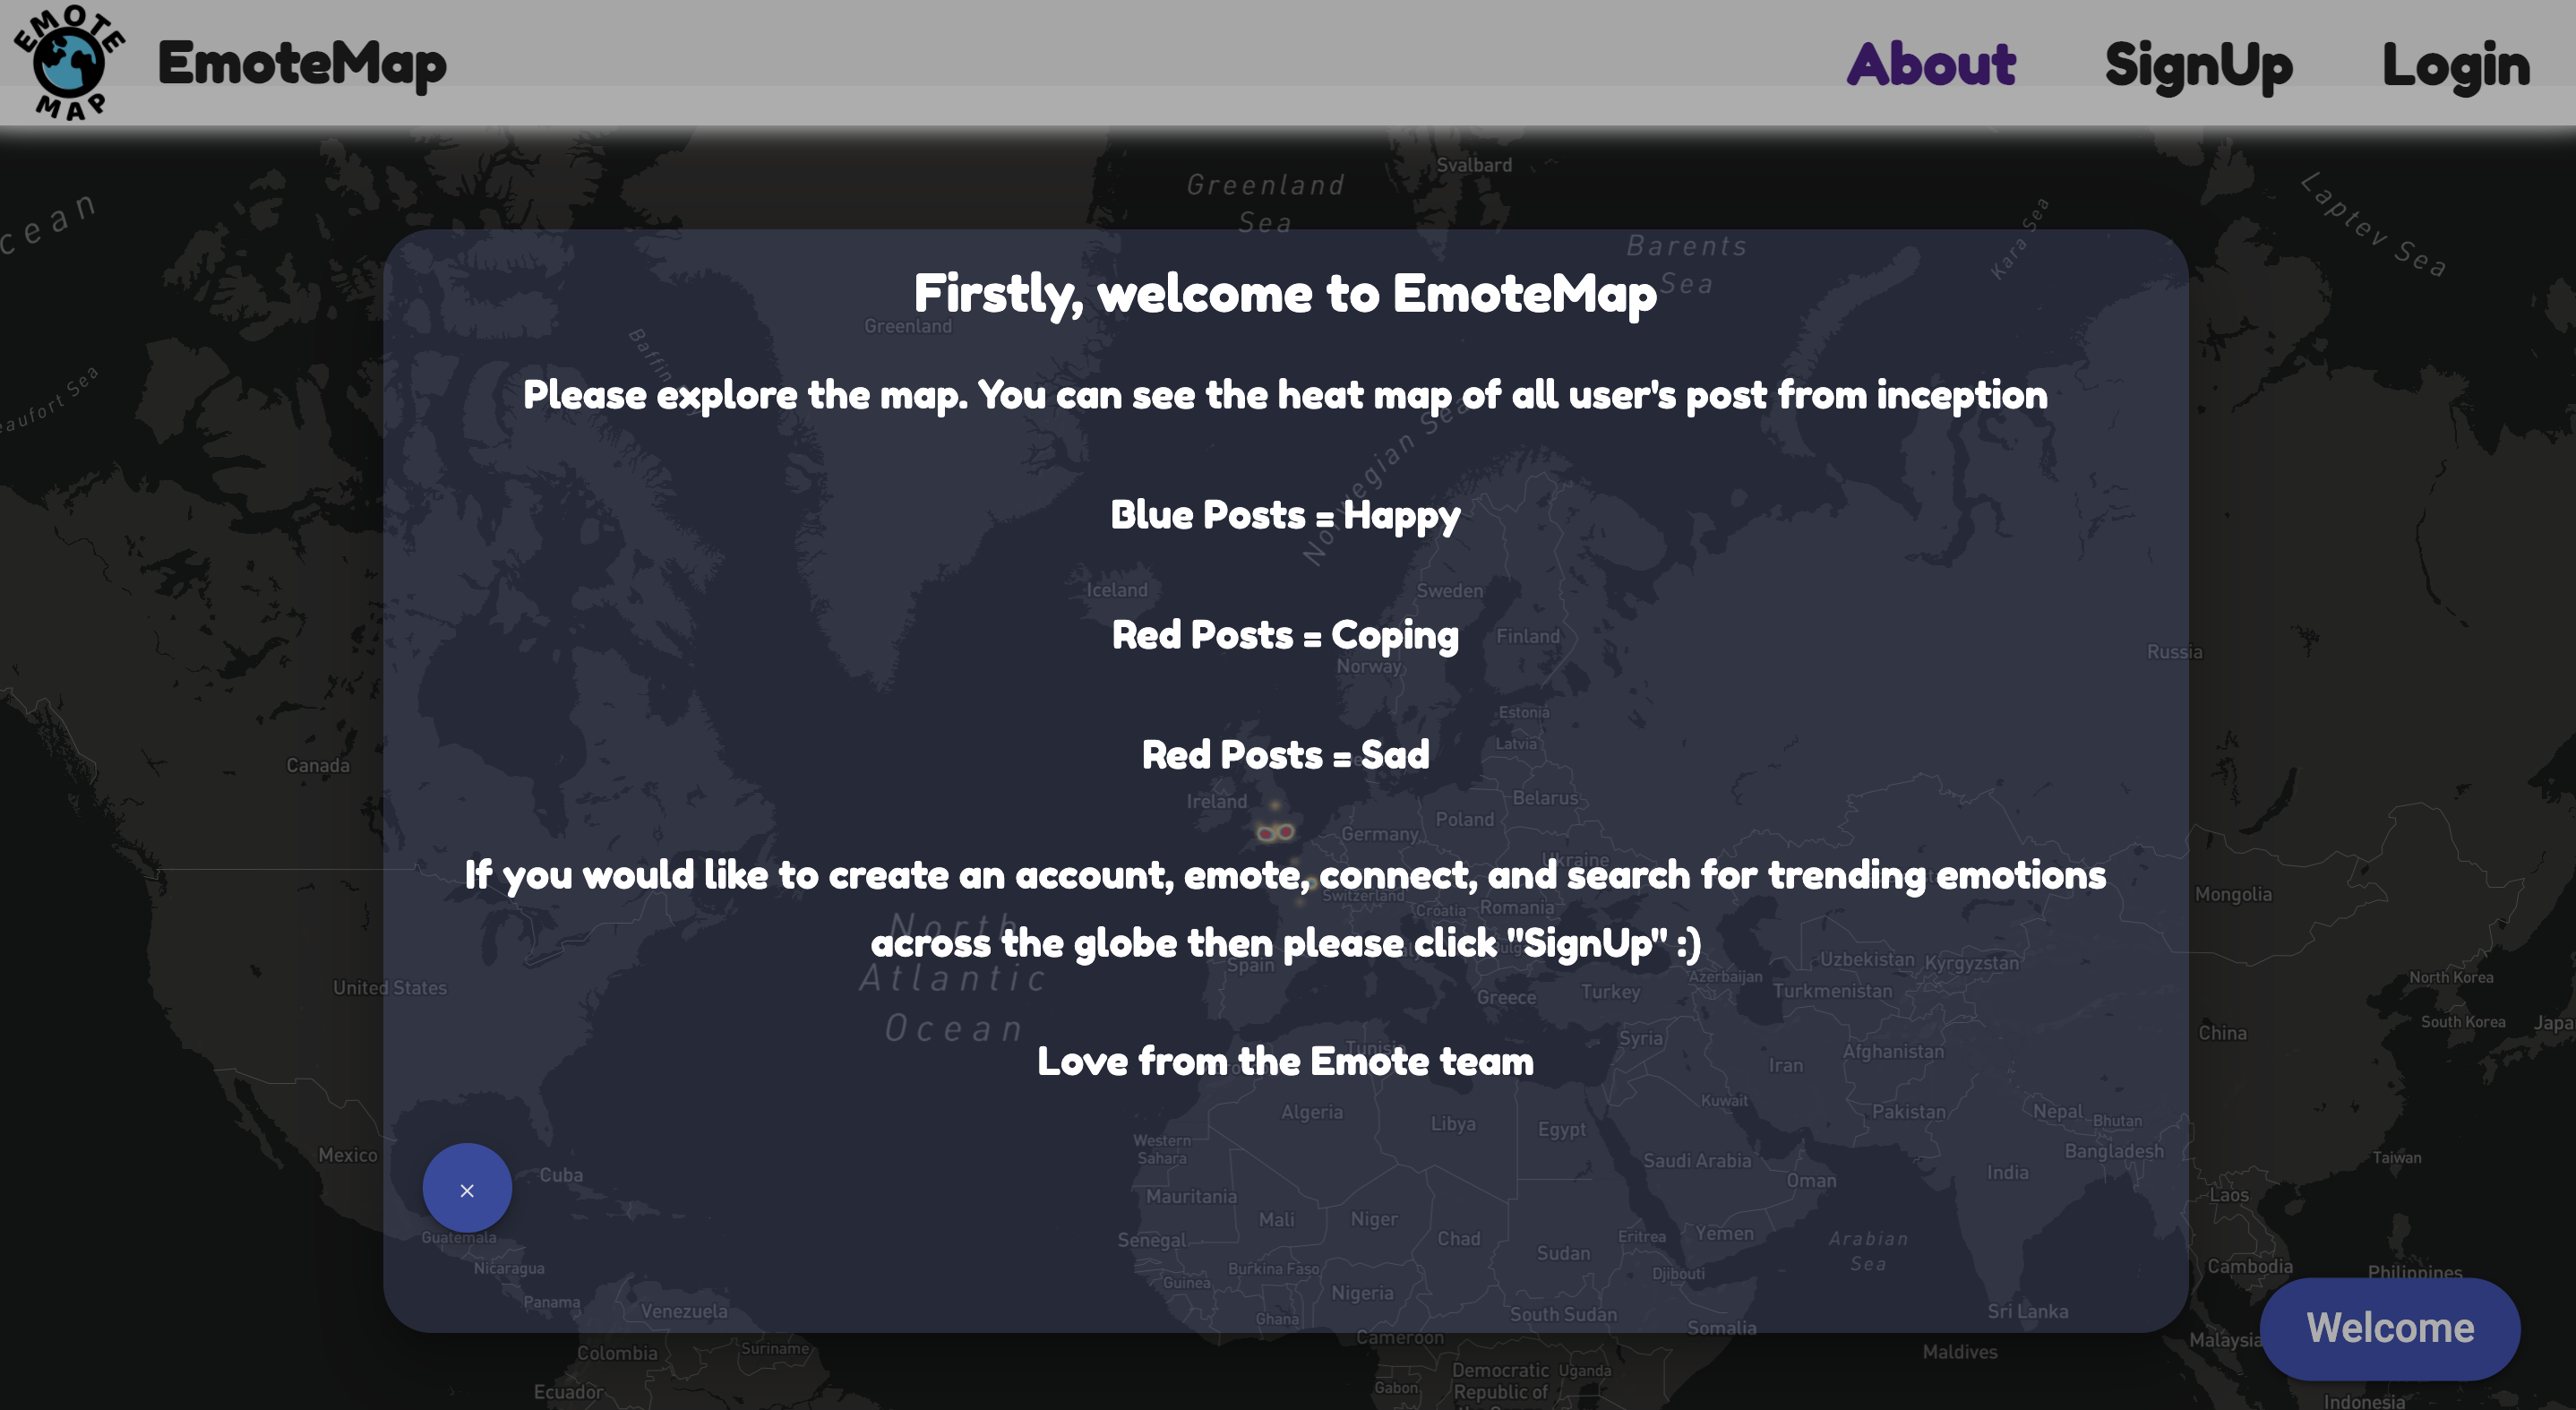 EMOTE
MAP
EmoteMap
About
SignUp
Login
Svalbard
Greenland
Sea
Laptev Sea
Kara Sea
Barents
Sea
Firstly, welcome to EmoteMap
Greenland
Please explore the map. You can see the heat map of all user's post from inception
Norwegian Sea
Blue Posts = Happy
Iceland
Sweden
Red Posts = Coping
Finland
Norway
Russia
Estonia
Latvia
Red Posts = Sad
Canada
Ireland
Belarus
Poland
Germany
Ukraine
If you would like to create an account, emote, connect, and search for trending emotions
Switzerland
Croatia
Romania
Mongolia
North
across the globe then please click "SignUp" :)
Spain
Atlantic
Uzbekistan
Kyrgyzstan
Azerbaijan
North Korea
United States
Greece
Turkey
Turkmenistan
Ocean
South Korea
China
Syria
Tunisia
Love from the Emote team
Iran
Afghanistan
Kuwait
Algeria
Libya
Egypt
Pakistan
Nepal
Bhutan
Western
Sahara
Mexico
Cuba
Saudi Arabia
India
Bangladesh
Taiwan
Oman
Mauritania
Laos
Mali
Niger
Chad
Senegal
Eritrea
Yemen
Arabian
Sea
Guatemala
Sudan
Nicaragua
Burkina Faso
Djibouti
Cambodia
Philippines
Guinea
Nigeria
Panama
Venezuela
Ghana
South Sudan
Somalia
Sri Lanka
Welcome
Cameroon
Malaysia
Colombia
Suriname
Maldives
Ecuador
Democratic
Republic of
Uganda
Gabon
Indonesia